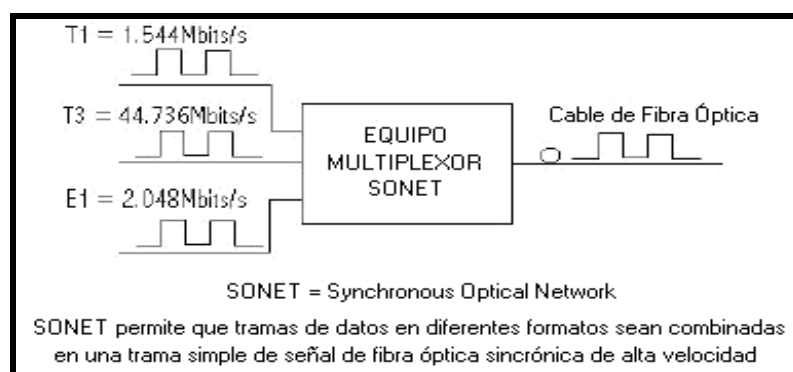 T1 = 1.544Mbits/s
T3 = 44.736Mbits/s
E1 = 2.048Mbits/s
EQUIPO
MULTIPLEXOR
SONET
Cable de Fibra Óptica
SONET = Synchronous Optical Network
SONET permite que tramas de datos en diferentes formatos sean combinadas
en una trama simple de señal de fibra óptica sincrónica de alta velocidad